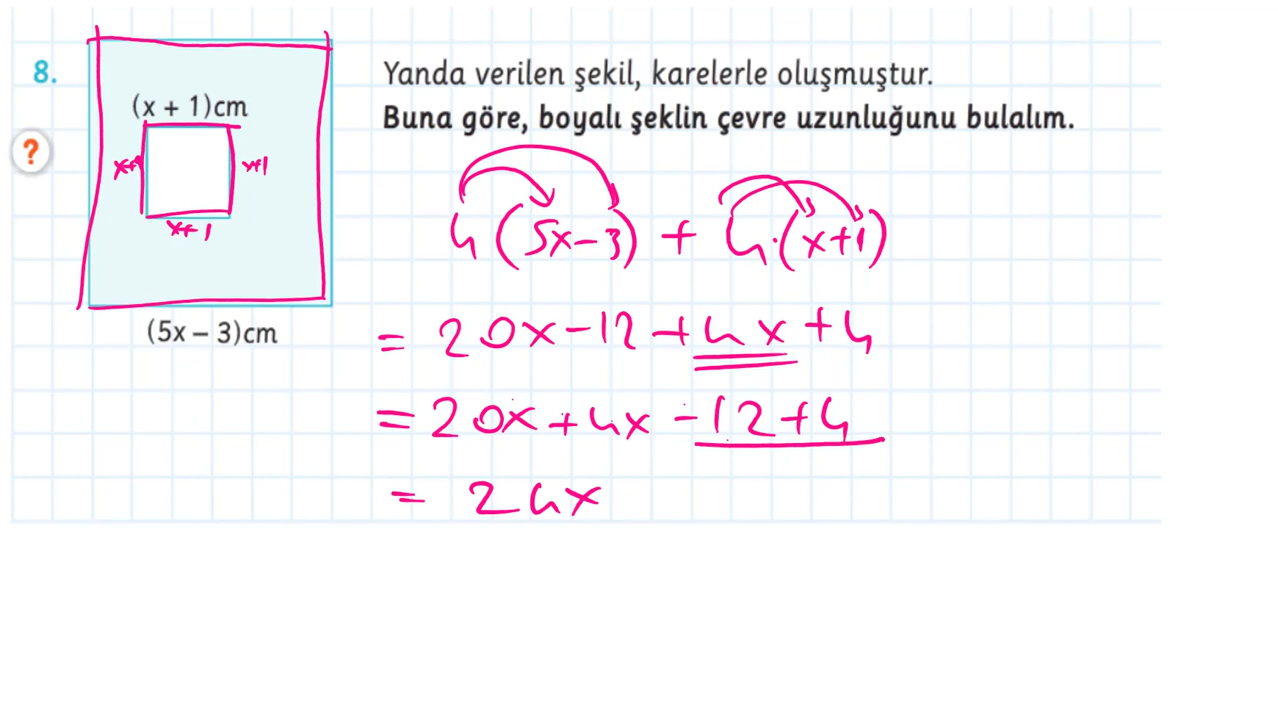 8.
Yanda verilen şekil, karelerle oluşmuştur.
Buna göre, boyalı şeklin çevre uzunluğunu bulalım.
?
(x + 1)cm
x+1
x+1
x+1
(5x – 3)cm
4(5x-3) + 4.(x+1)
= 20x-12+4x+4
= 20x+4x-12+4
= 24x